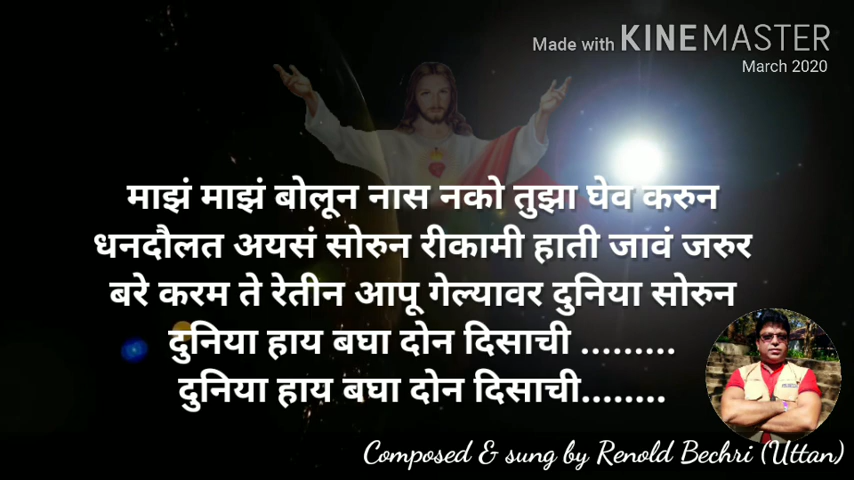 Made with KINEMASTER
March 2020
माझं माझं बोलून नास नको तुझा घेव करुन
धनदौलत अयसं सोरुन रीकामी हाती जावं जरुर
बरे करम ते रेतीन आपू गेल्यावर दुनिया सोरुन
दुनिया हाय बघा दोन दिसाची .........
दुनिया हाय बघा दोन दिसाची........
Composed & sung by Renold Bechri (Uttan)